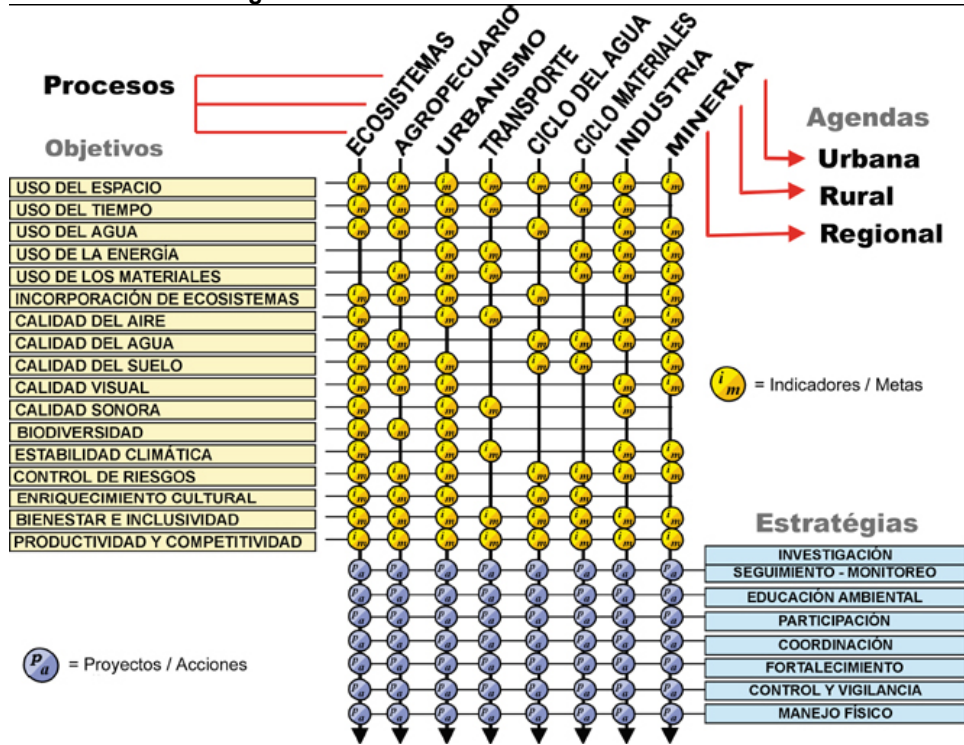 Procesos
Objetivos
ECOSISTEMAS
AGROPECUARIO
URBANISMO
TRANSPORTE
CICLO DEL AGUA
CICLO MATERIALES
INDUSTRIA
MINERÍA
Agendas
Urbana
Rural
Regional
USO DEL ESPACIO
USO DEL TIEMPO
USO DEL AGUA
USO DE LA ENERGÍA
USO DE LOS MATERIALES
INCORPORACIÓN DE ECOSISTEMAS
CALIDAD DEL AIRE
CALIDAD DEL AGUA
CALIDAD DEL SUELO
CALIDAD VISUAL
CALIDAD SONORA
BIODIVERSIDAD
ESTABILIDAD CLIMÁTICA
CONTROL DE RIESGOS
ENRIQUECIMIENTO CULTURAL
BIENESTAR E INCLUSIVIDAD
PRODUCTIVIDAD Y COMPETITIVIDAD
i m = Indicadores / Metas
Estratégias
INVESTIGACIÓN
SEGUIMIENTO - MONITOREO
EDUCACIÓN AMBIENTAL
PARTICIPACIÓN
COORDINACIÓN
FORTALECIMIENTO
CONTROL Y VIGILANCIA
MANEJO FÍSICO
P a = Proyectos / Acciones